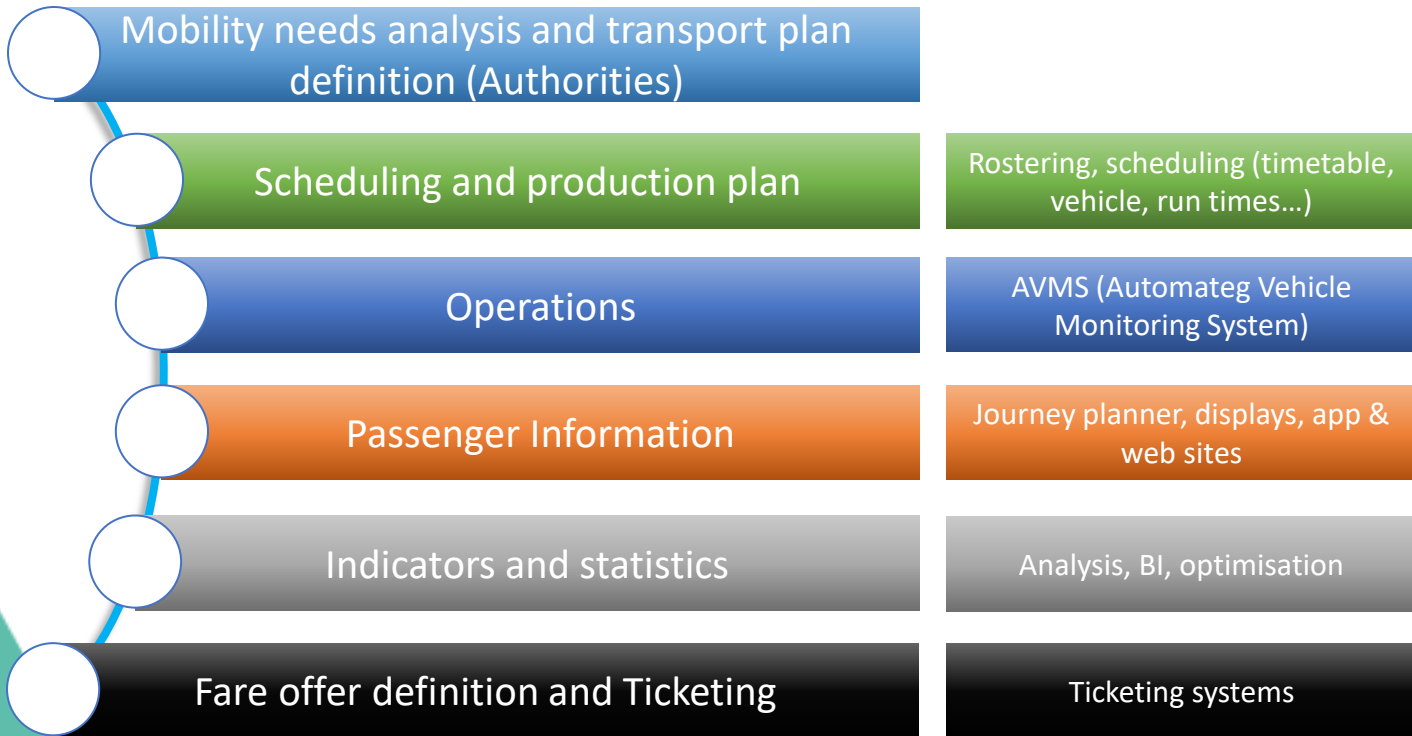 Mobility needs analysis and transport plan
definition (Authorities)
Scheduling and production plan
Rostering, scheduling (timetable,
vehicle, run times...)
Operations
AVMS (Automateg Vehicle
Monitoring System)
Passenger Information
Journey planner, displays, app &
web sites
Indicators and statistics
Analysis, BI, optimisation
Fare offer definition and Ticketing
Ticketing systems